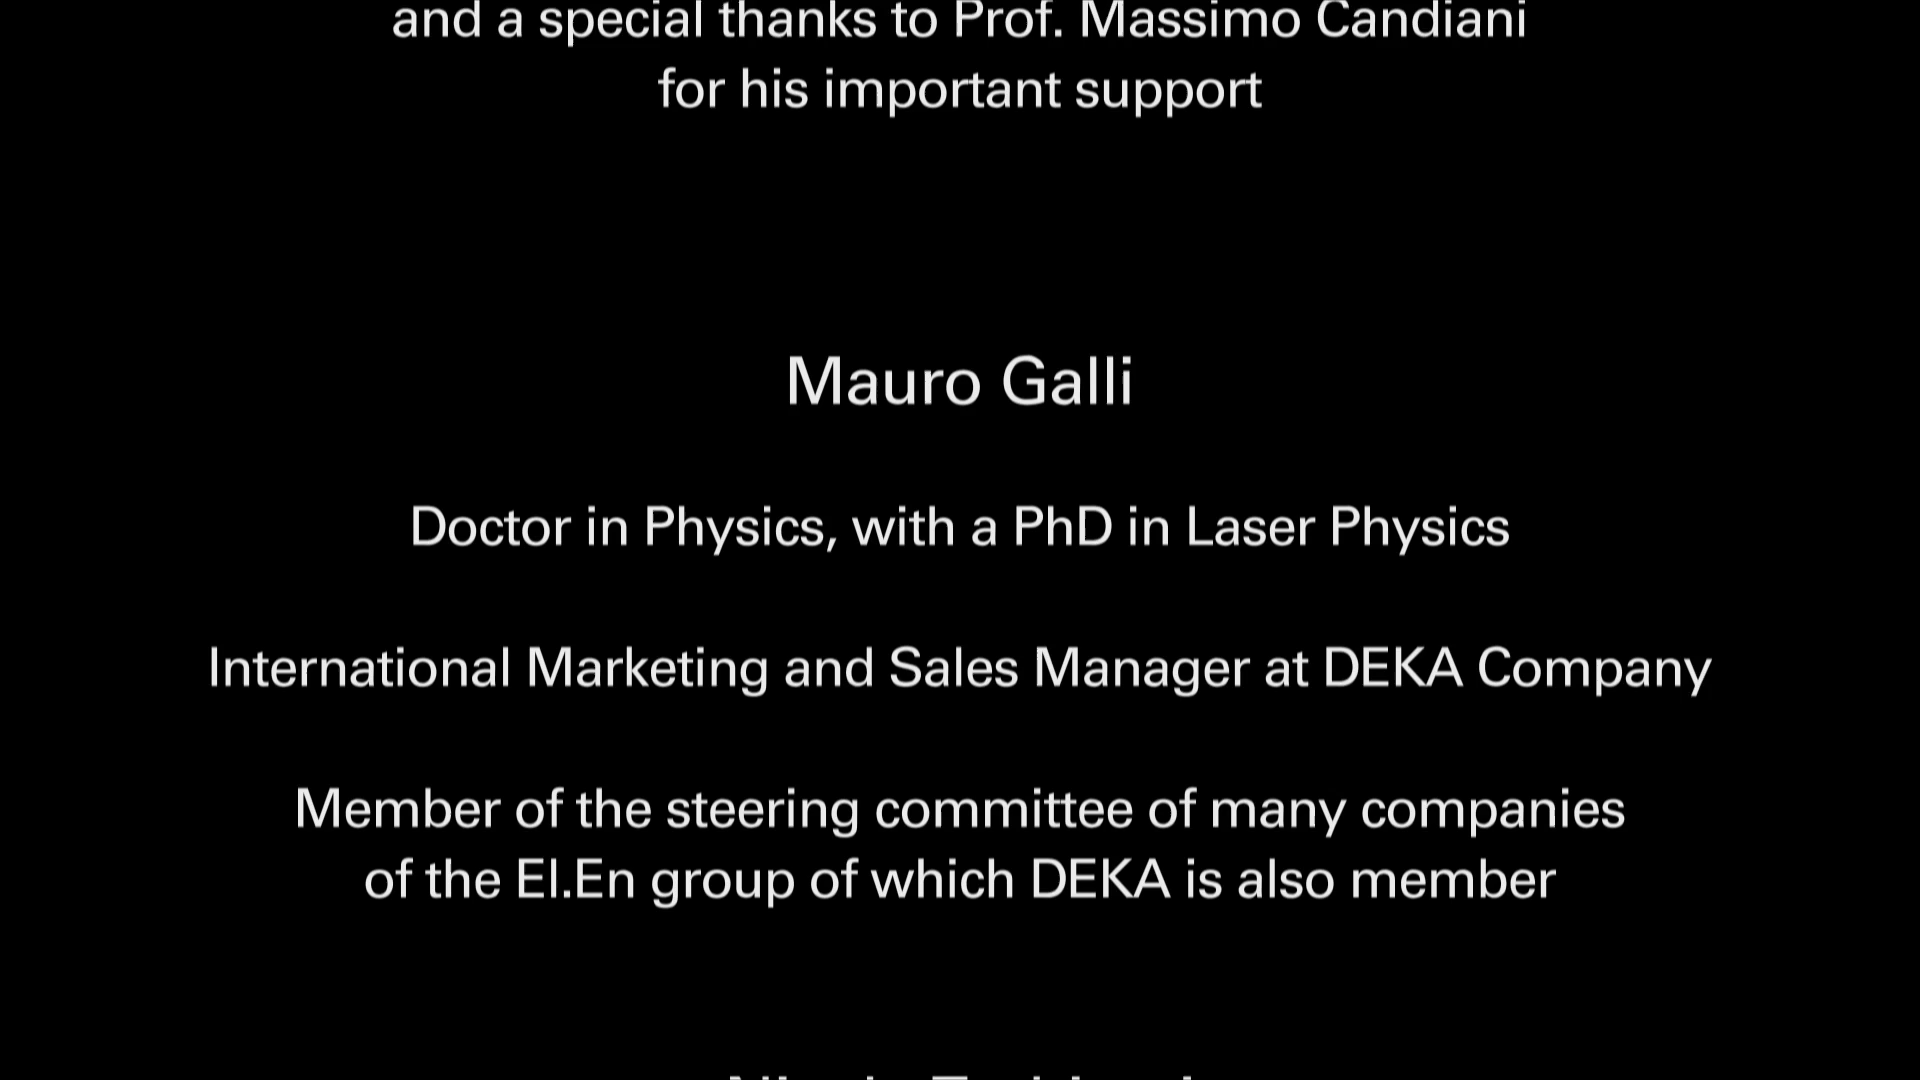 and a special thanks to Prof. Massimo Candiani
for his important support
Mauro Galli
Doctor in Physics, with a PhD in Laser Physics
International Marketing and Sales Manager at DEKA Company
Member of the steering committee of many companies
of the El.En group of which DEKA is also member